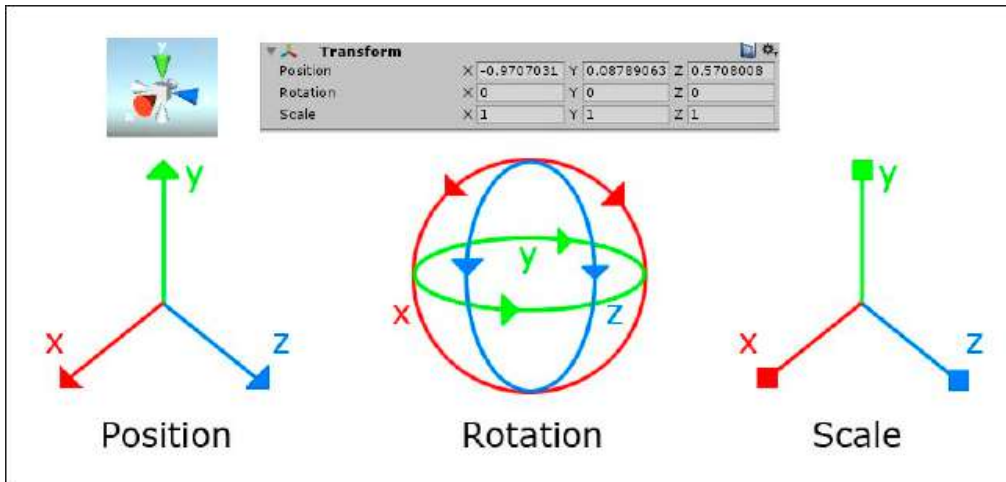 y
Transform
Position X -0.9707031 Y 0.08789063 Z 0.5708008
Rotation X 0 Y 0 Z 0
Scale X 1 Y 1 Z 1
y
x
z
y
x
z
y
x
z
Position
Rotation
Scale